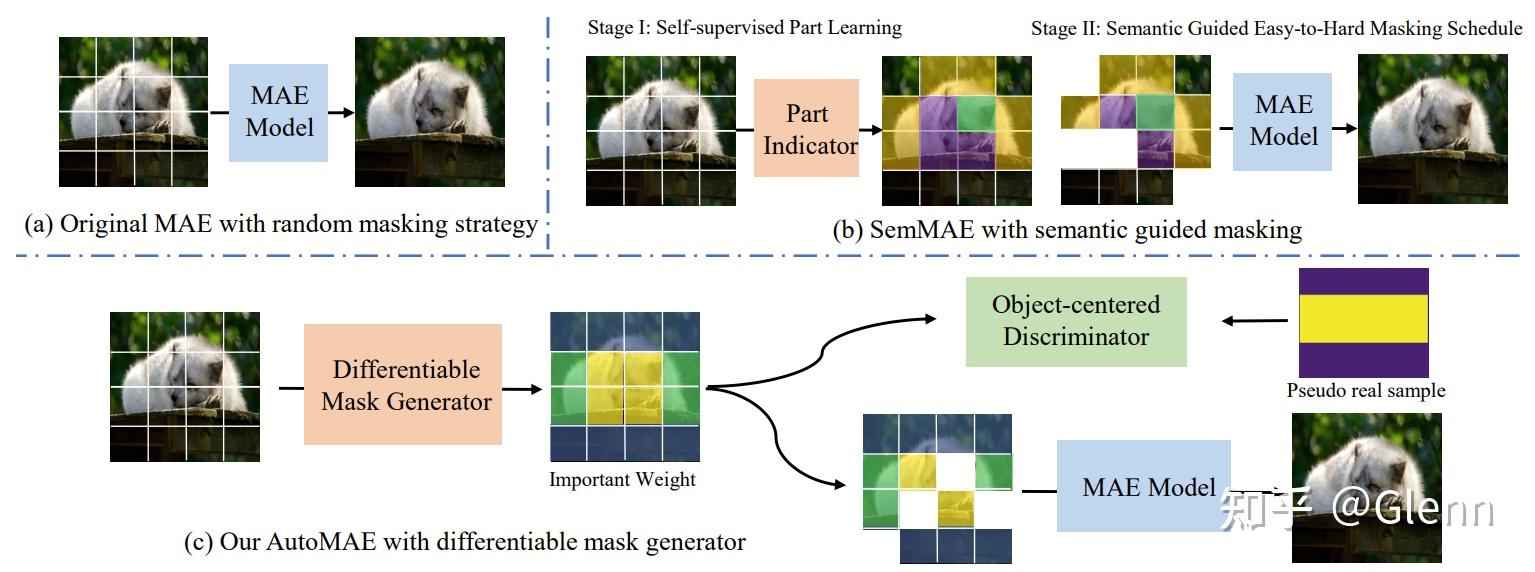 Stage I: Self-supervised Part Learning
Stage II: Semantic Guided Easy-to-Hard Masking Schedule
MAE
Model
Part
Indicator
MAE
Model
(a) Original MAE with random masking strategy
(b) SemMAE with semantic guided masking
Object-centered
Discriminator
Differentiable
Mask Generator
Pseudo real sample
Important Weight
MAE Model
知乎 @Glenn
(c) Our AutoMAE with differentiable mask generator